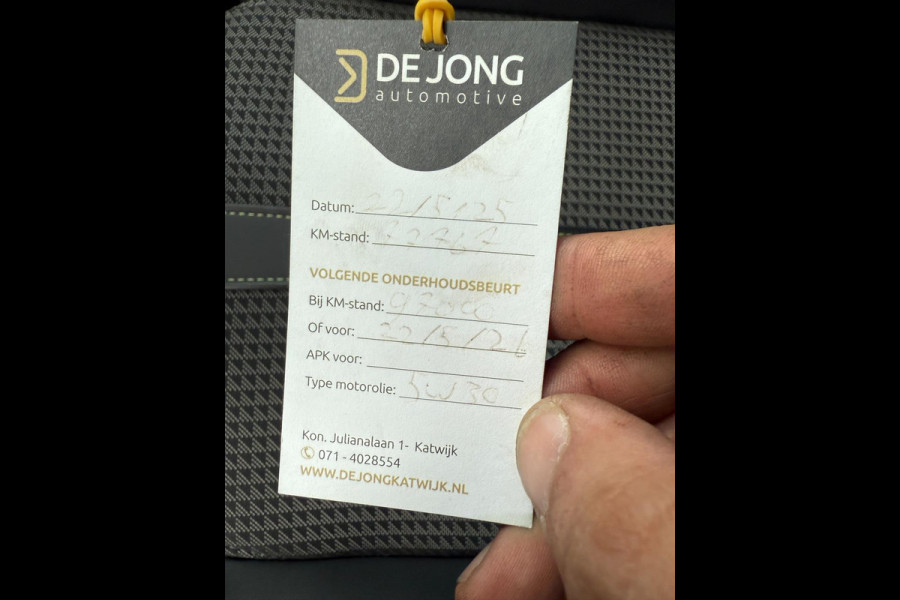 DE JONG
automotive
Datum: 22/5/25
KM-stand:
VOLGENDE ONDERHOUDSBEURT
Bij KM-stand: 97000
Of voor: 22/5/26
APK voor:
Type motorolie: 5W30
Kon. Julianalaan 1- Katwijk
071 - 4028554
WWW.DEJONGKATWIJK.NL